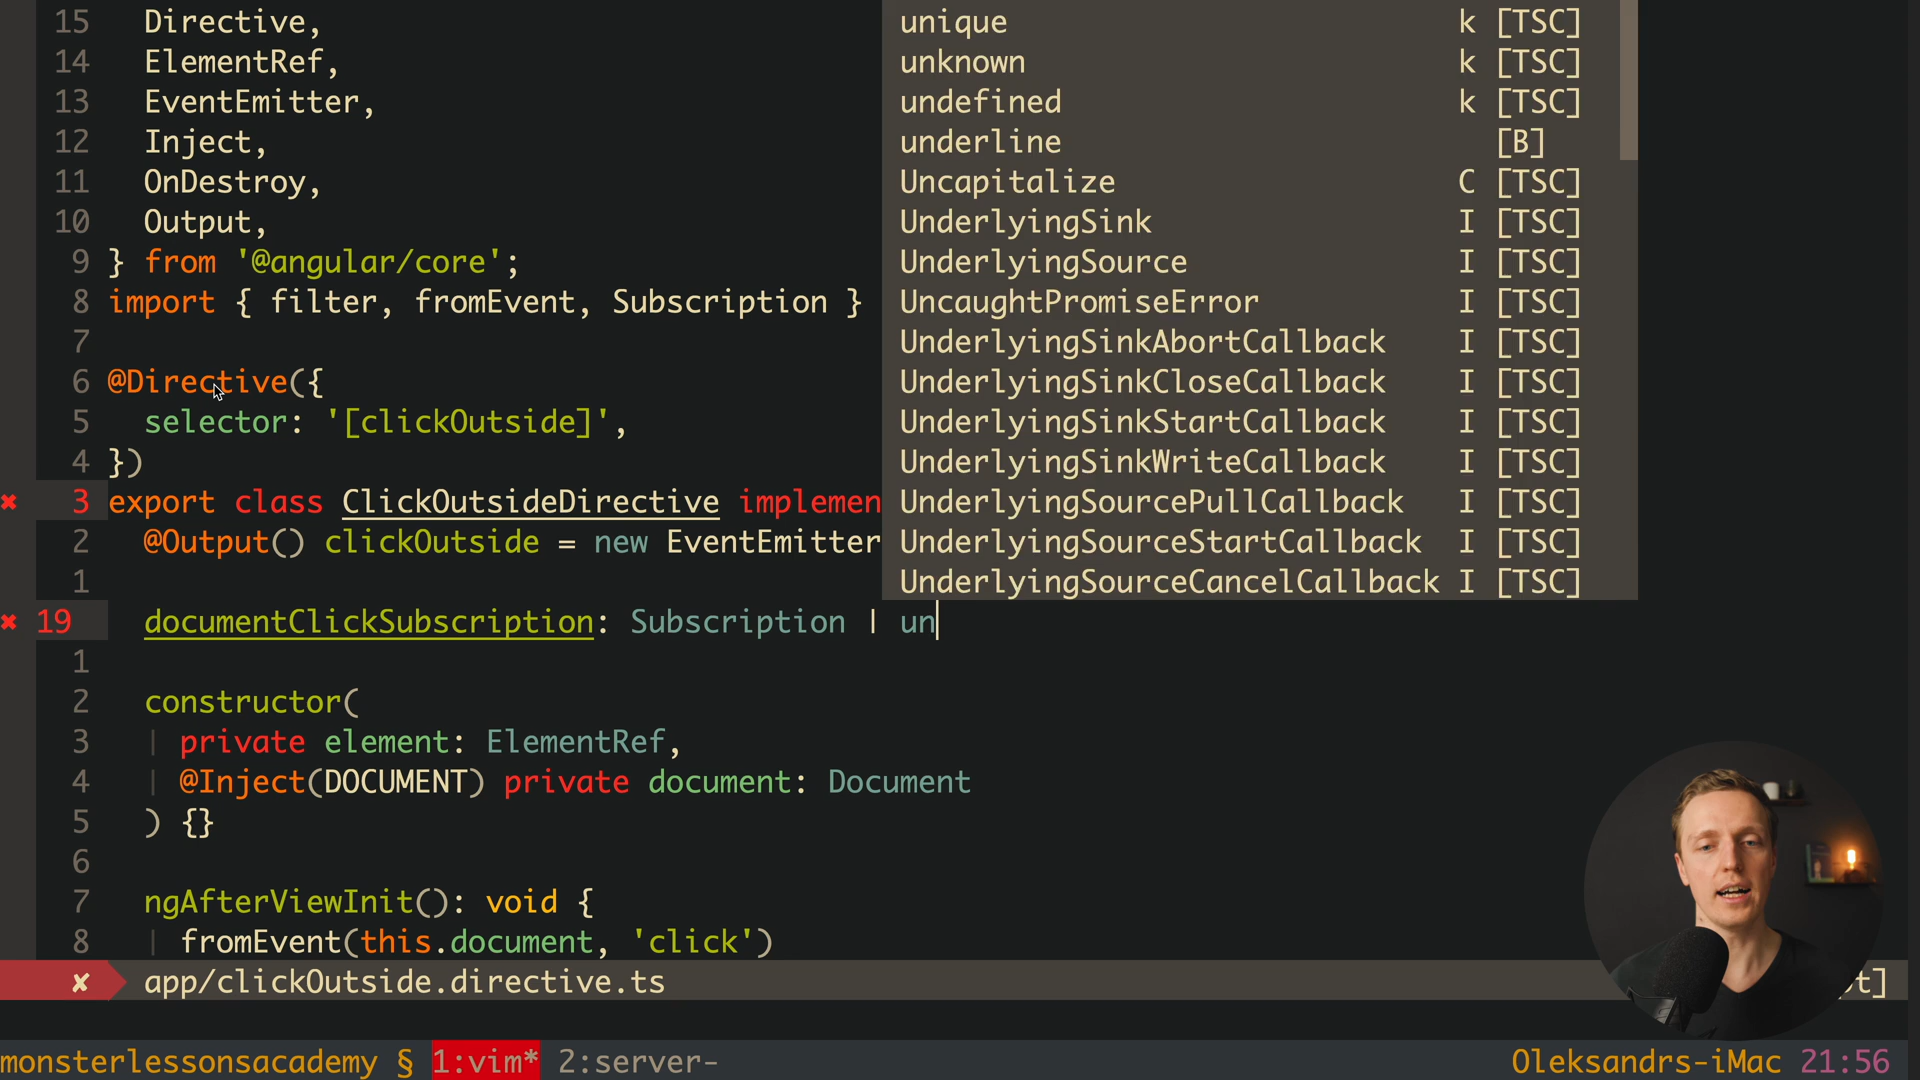 15 Directive,
14 ElementRef,
13 EventEmitter,
12 Inject,
11 OnDestroy,
10 Output,
9 } from '@angular/core';
8 import { filter, fromEvent, Subscription }
7
6 @Directive({
5 selector: '[clickOutside]',
4 })
✖ 3 export class ClickOutsideDirective implemen
2 @Output() clickOutside = new EventEmitter
1
✖ 19 documentClickSubscription: Subscription | un
1
2 constructor(
3 | private element: ElementRef,
4 | @Inject(DOCUMENT) private document: Document
5 ) {}
6
7 ngAfterViewInit(): void {
8 | fromEvent(this.document, 'click')
unique k [TSC]
unknown k [TSC]
undefined k [TSC]
underline [B]
Uncapitalize C [TSC]
UnderlyingSink I [TSC]
UnderlyingSource I [TSC]
UncaughtPromiseError I [TSC]
UnderlyingSinkAbortCallback I [TSC]
UnderlyingSinkCloseCallback I [TSC]
UnderlyingSinkStartCallback I [TSC]
UnderlyingSinkWriteCallback I [TSC]
UnderlyingSourcePullCallback I [TSC]
UnderlyingSourceStartCallback I [TSC]
UnderlyingSourceCancelCallback I [TSC]
✘ app/clickOutside.directive.ts t]
monsterlessonsacademy § 1:vim* 2:server- Oleksandrs-iMac 21:56